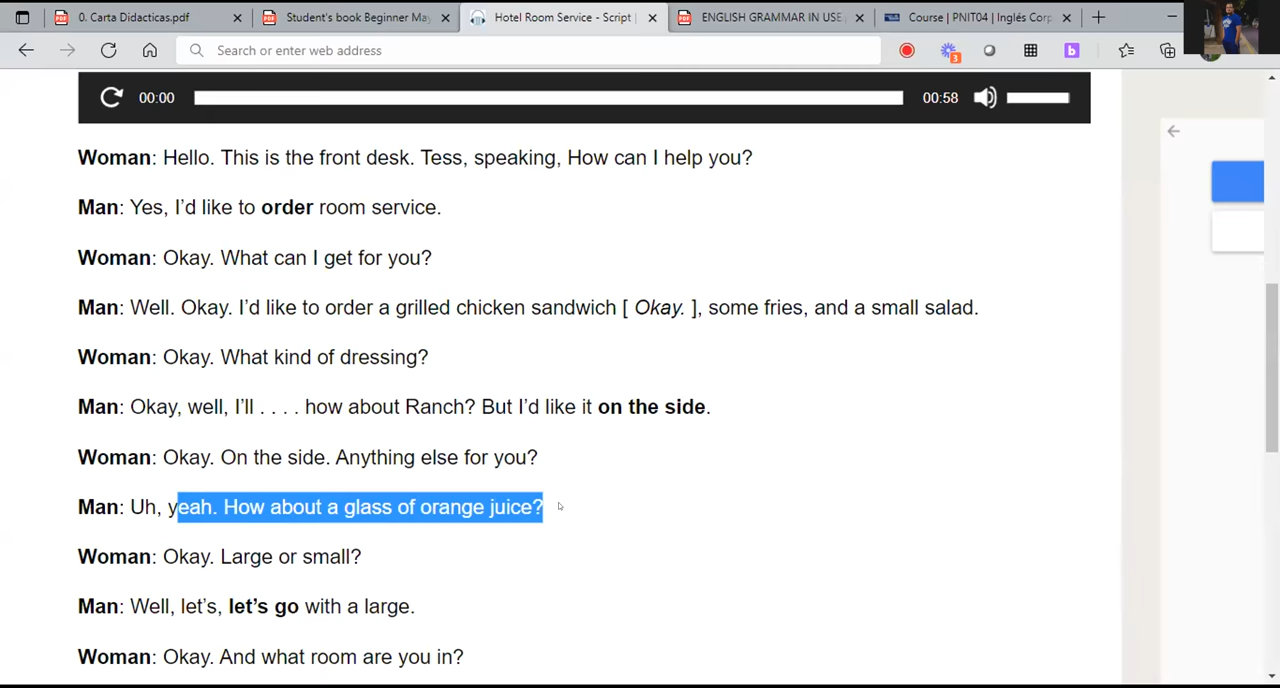 0. Carta Didacticas.pdf
Student's book Beginner May
Hotel Room Service - Script |
ENGLISH GRAMMAR IN USE
Course | PNIT04 | Inglés Corp
Search or enter web address
3
b
00:00
00:58
Woman: Hello. This is the front desk. Tess, speaking, How can I help you?
Man: Yes, I’d like to order room service.
Woman: Okay. What can I get for you?
Man: Well. Okay. I’d like to order a grilled chicken sandwich [ Okay. ], some fries, and a small salad.
Woman: Okay. What kind of dressing?
Man: Okay, well, I’ll . . . . how about Ranch? But I’d like it on the side.
Woman: Okay. On the side. Anything else for you?
Man: Uh, yeah. How about a glass of orange juice?
Woman: Okay. Large or small?
Man: Well, let’s, let’s go with a large.
Woman: Okay. And what room are you in?